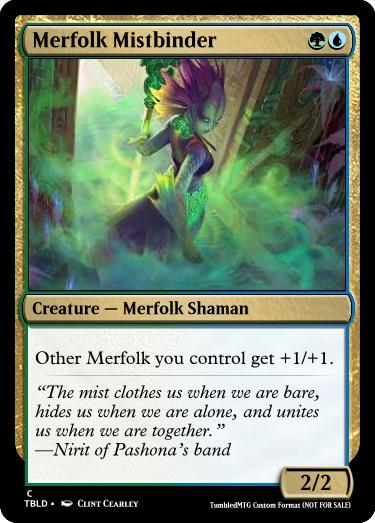 Merfolk Mistbinder
Creature — Merfolk Shaman
Other Merfolk you control get +1/+1.
“The mist clothes us when we are bare,
hides us when we are alone, and unites
us when we are together.”
—Nirit of Pashona's band
2/2
C
TBLD • Clint Cearley
TumbledMTG Custom Format (NOT FOR SALE)